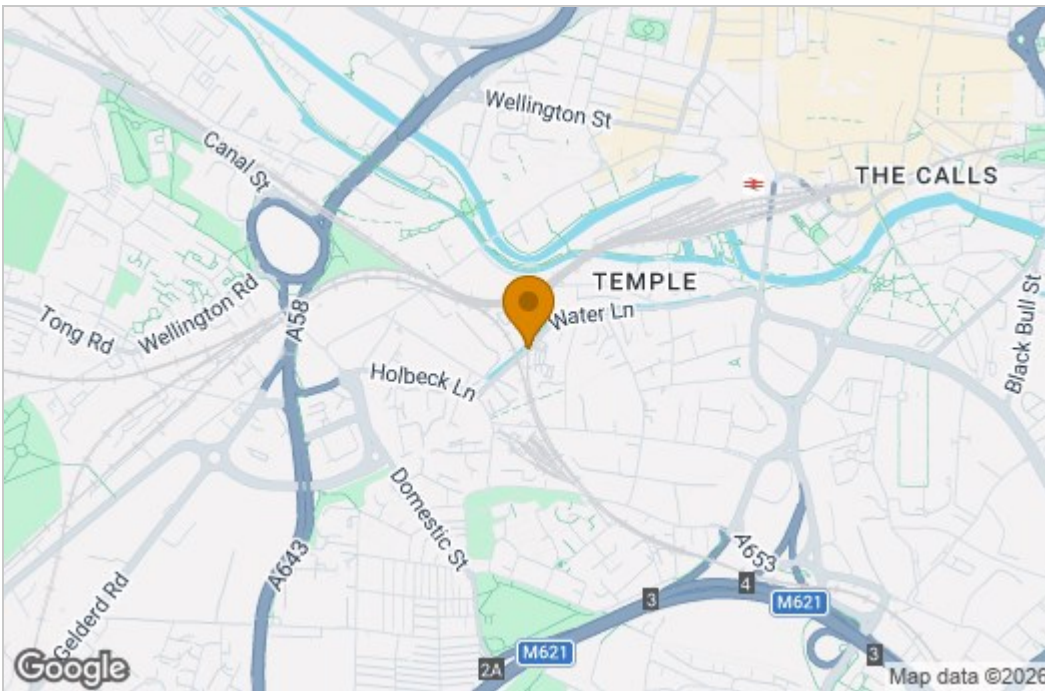 Wellington St
Canal St
THE CALLS
TEMPLE
Wellington Rd
A58
Water Ln
Tong Rd
Black Bull St
Holbeck Ln
Domestic St
A653
A643
3
4
M621
Gelderd Rd
M621
3
2A
Google
Map data ©2026